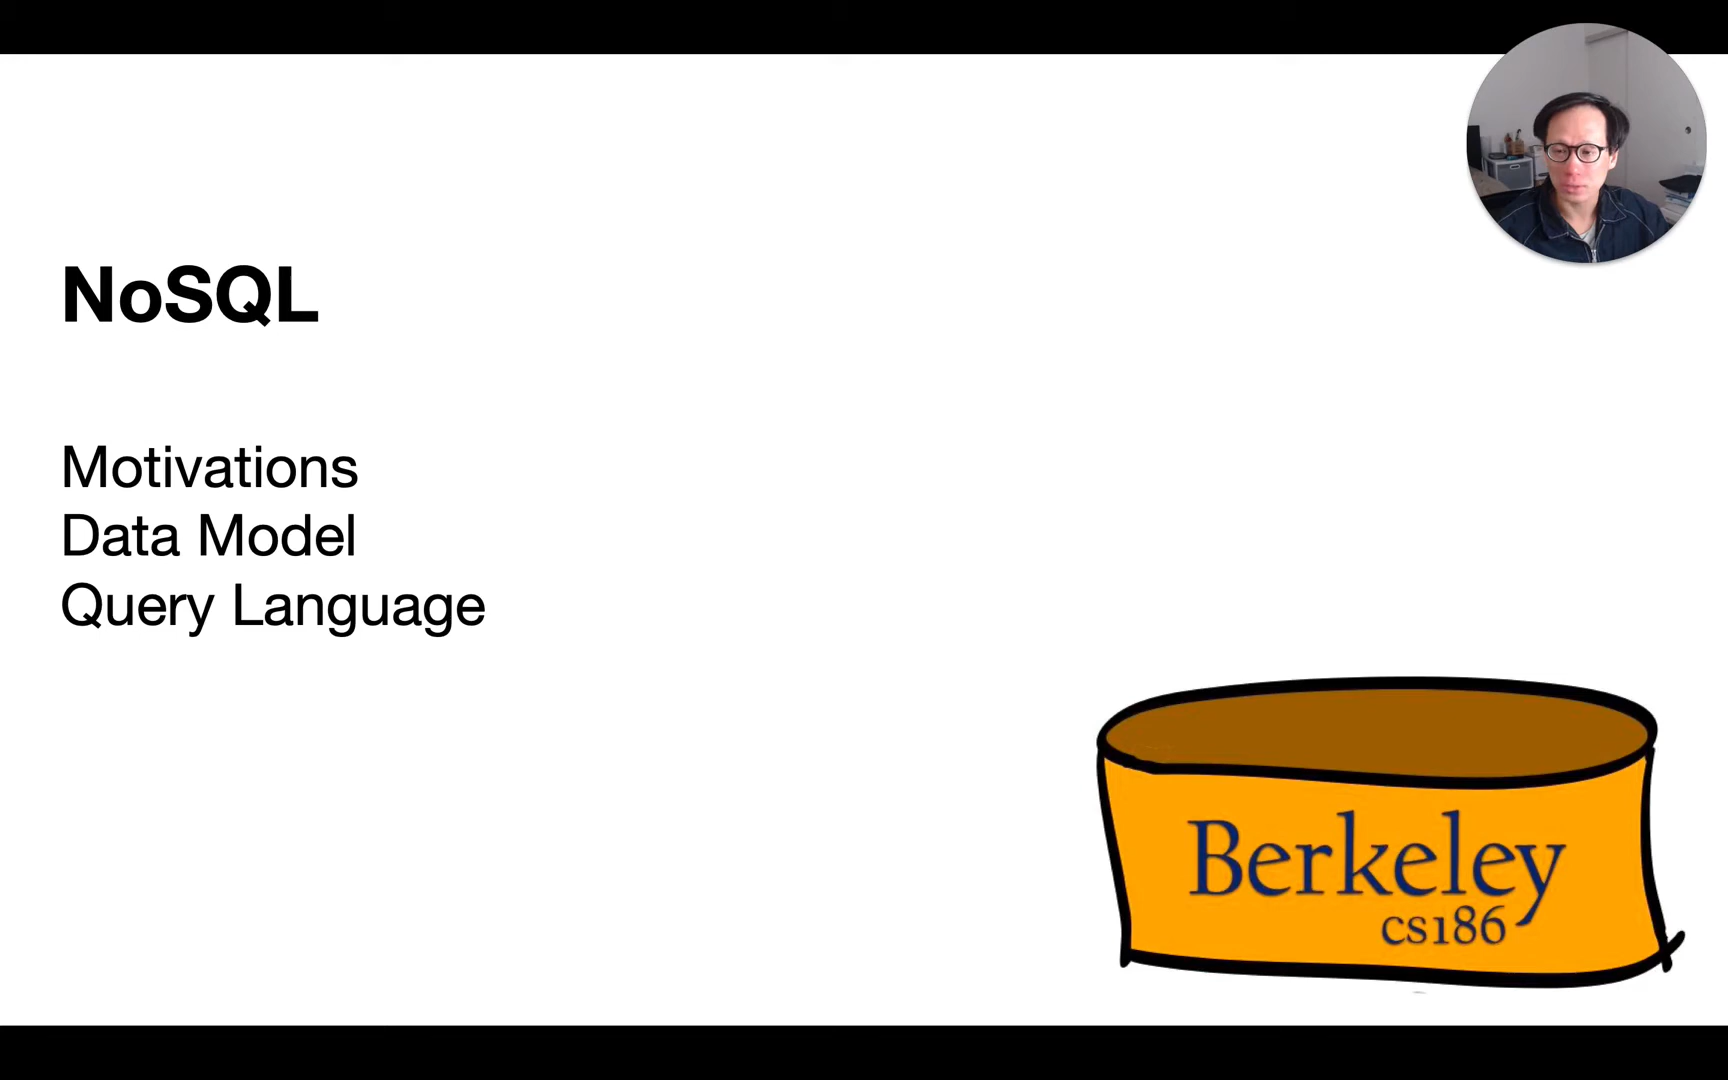 NoSQL
Motivations
Data Model
Query Language
Berkeley
cs186